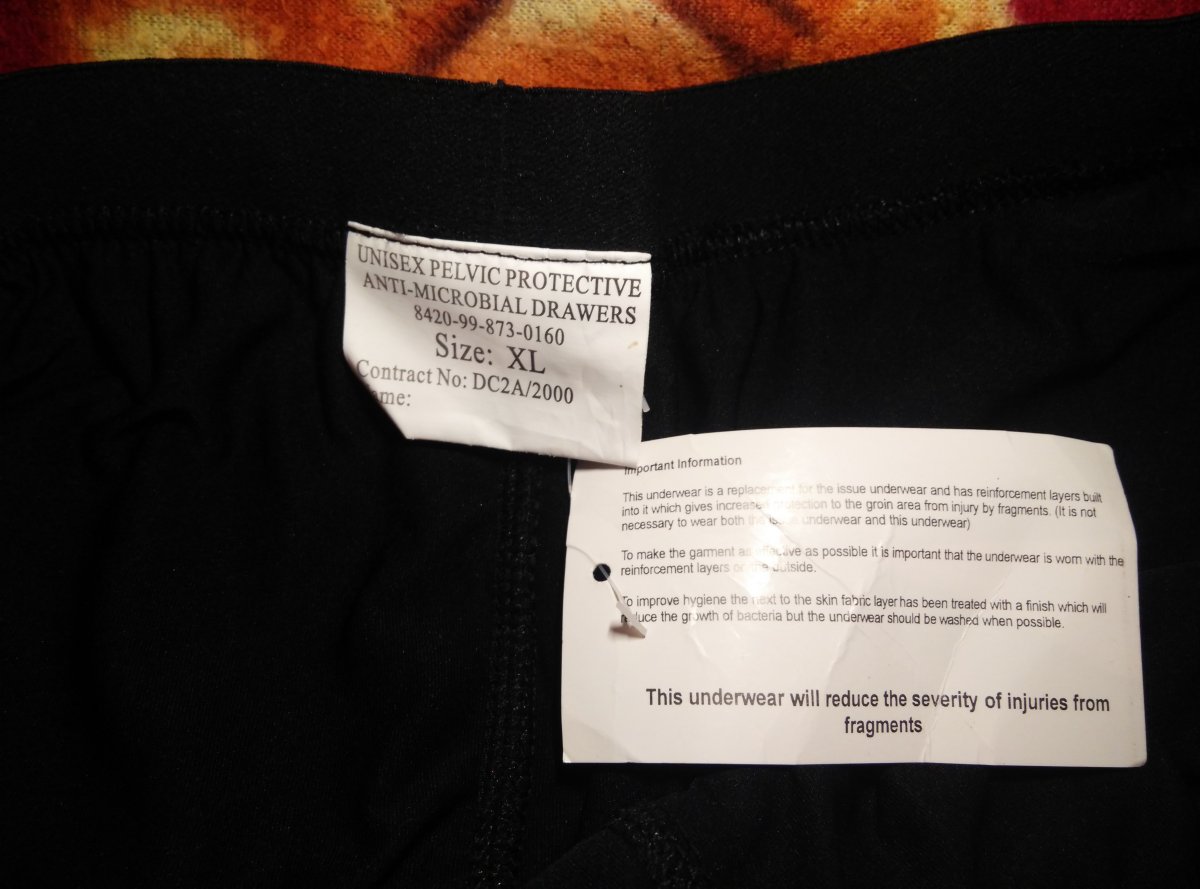 UNISEX PELVIC PROTECTIVE
ANTI-MICROBIAL DRAWERS
8420-99-873-0160
Size: XL
Contract No: DC2A/2000
ame:
Important Information
This underwear is a replacement for the issue underwear and has reinforcement layers built
into it which gives increased protection to the groin area from injury by fragments. (It is not
necessary to wear both the issue underwear and this underwear)
To make the garment as effective as possible it is important that the underwear is worn with the
reinforcement layers on the outside.
To improve hygiene the next to the skin fabric layer has been treated with a finish which will
reduce the growth of bacteria but the underwear should be washed when possible.
This underwear will reduce the severity of injuries from
fragments